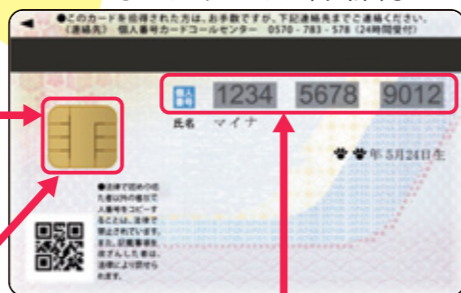 ●このカードを拾得された方は、お手数ですが、下記連絡先までご連絡ください。
(連絡先) 個人番号カードコールセンター 0570-783-578 (24時間受付)
個人番号 1234 5678 9012
氏名 マイナ
年5月24日生
●法律で認められ
た者以外の者が
人番号をコピーす
ることは、法律で
禁止されています。
また、記載事項を
改ざんした者は、
法律により罰せら
れます。